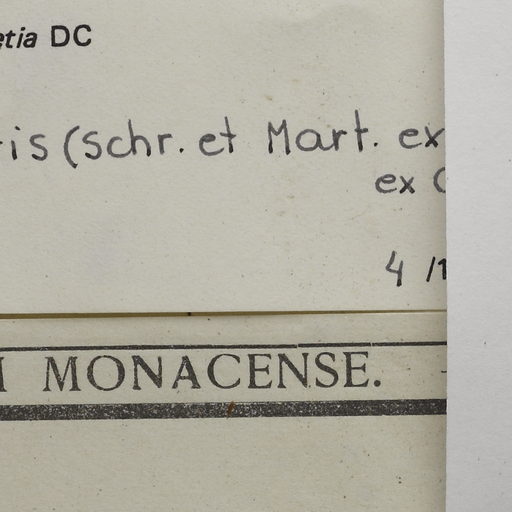 etia DC
is (Schr. et Mart. ex
ex
4 /1
MONACENSE.